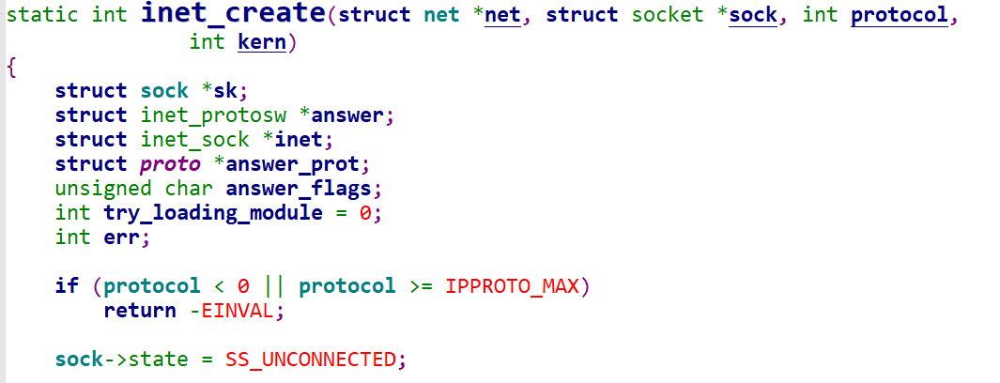 static int inet_create(struct net *net, struct socket *sock, int protocol,
int kern)
{
struct sock *sk;
struct inet_protosw *answer;
struct inet_sock *inet;
struct proto *answer_prot;
unsigned char answer_flags;
int try_loading_module = 0;
int err;
if (protocol < 0 || protocol >= IPPROTO_MAX)
return -EINVAL;
sock->state = SS_UNCONNECTED;